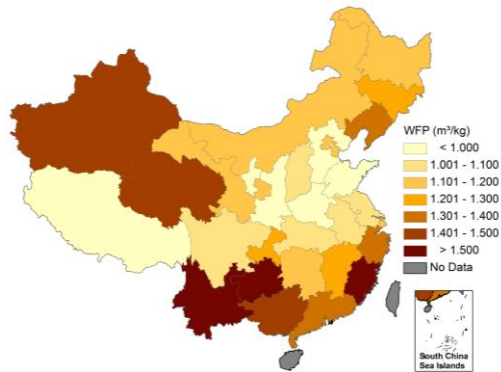 WFP (m³/kg)
< 1.000
1.001 - 1.100
1.101 - 1.200
1.201 - 1.300
1.301 - 1.400
1.401 - 1.500
> 1.500
No Data
South China
Sea Islands